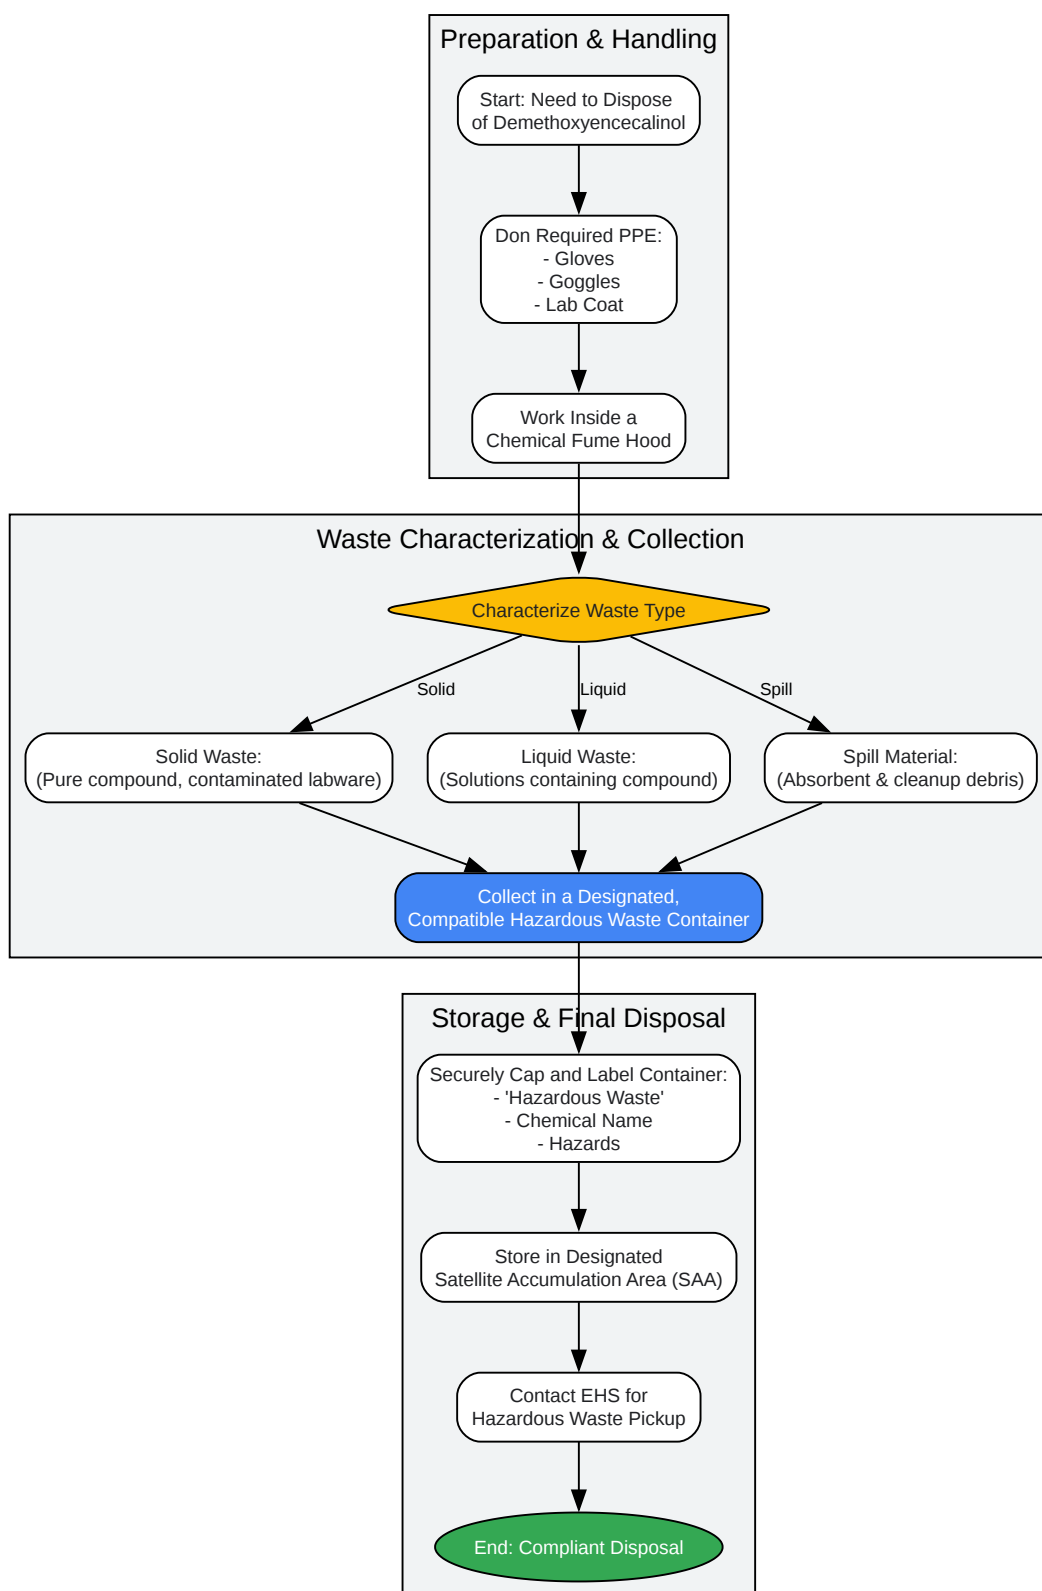 Preparation & Handling
Start: Need to Dispose
of Demethoxyencecalinol
Don Required PPE:
- Gloves
- Goggles
- Lab Coat
Work Inside a
Chemical Fume Hood
Waste Characterization & Collection
Characterize Waste Type
Solid
Liquid
Spill
Solid Waste:
(Pure compound, contaminated labware)
Liquid Waste:
(Solutions containing compound)
Spill Material:
(Absorbent & cleanup debris)
Collect in a Designated,
Compatible Hazardous Waste Container
Storage & Final Disposal
Securely Cap and Label Container:
- 'Hazardous Waste'
- Chemical Name
- Hazards
Store in Designated
Satellite Accumulation Area (SAA)
Contact EHS for
Hazardous Waste Pickup
End: Compliant Disposal